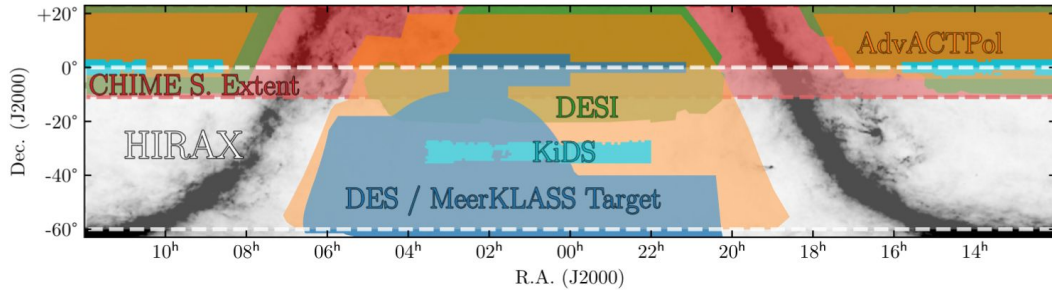 +20°
AdvACTPol
0°
CHIME S. Extent
DESI
-20°
HIRAX
KiDS
-40°
DES / MeerKLASS Target
-60°
Dec. (J2000)
10ʰ 08ʰ 06ʰ 04ʰ 02ʰ 00ʰ 22ʰ 20ʰ 18ʰ 16ʰ 14ʰ
R.A. (J2000)